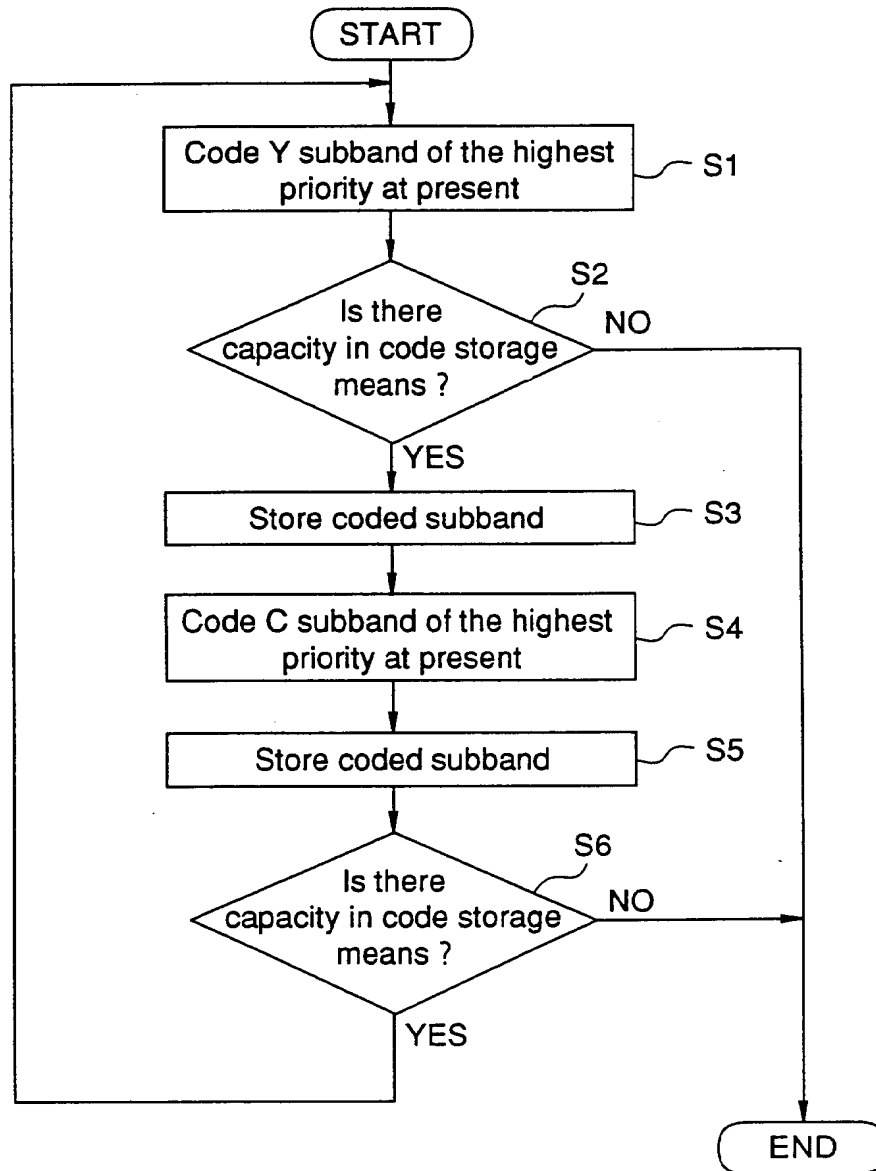 START
Code Y subband of the highest
priority at present
S1
S2
Is there
capacity in code storage
means ?
NO
YES
Store coded subband
S3
Code C subband of the highest
priority at present
S4
Store coded subband
S5
S6
Is there
capacity in code storage
means ?
NO
YES
END